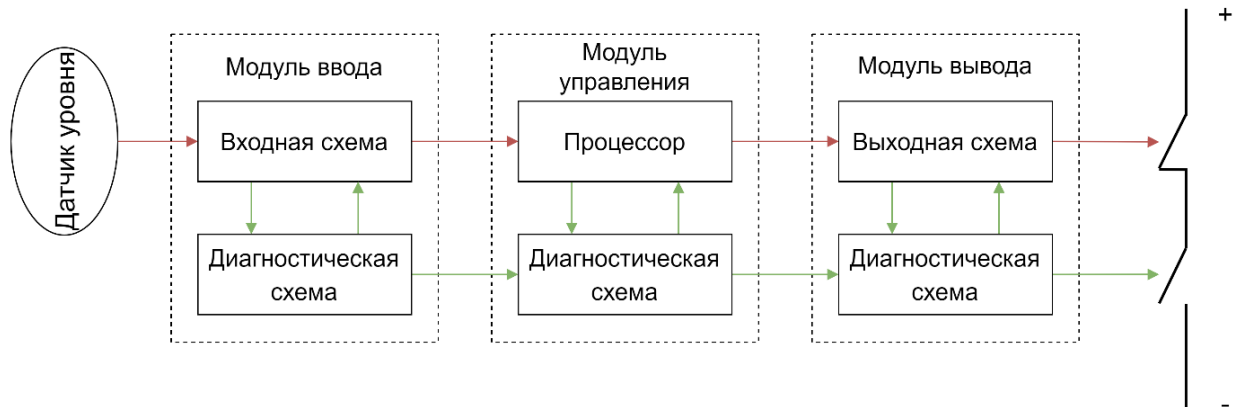 +
Датчик уровня
Модуль ввода
Модуль
управления
Модуль вывода
Входная схема
Процессор
Выходная схема
Диагностическая
схема
Диагностическая
схема
Диагностическая
схема
-